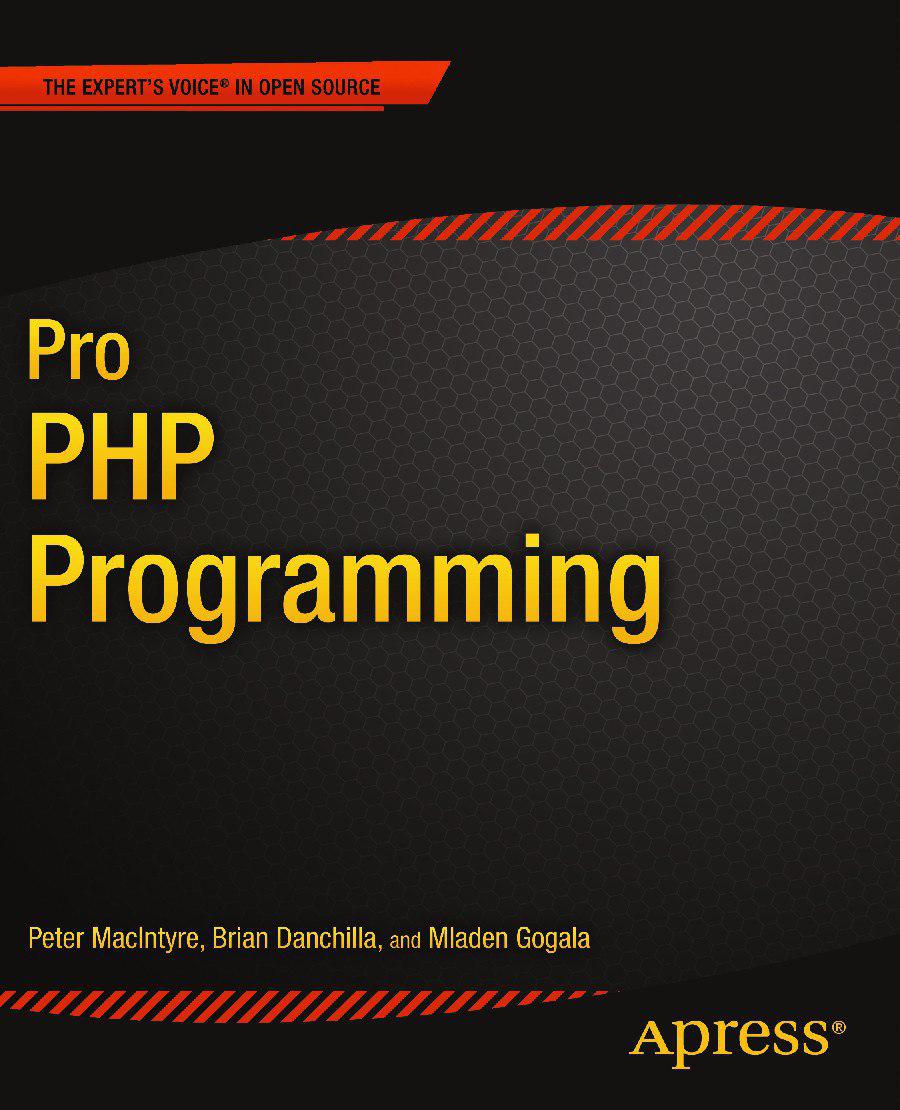 THE EXPERT'S VOICE® IN OPEN SOURCE
Pro
PHP
Programming
Peter MacIntyre, Brian Danchilla, and Mladen Gogala
Apress®